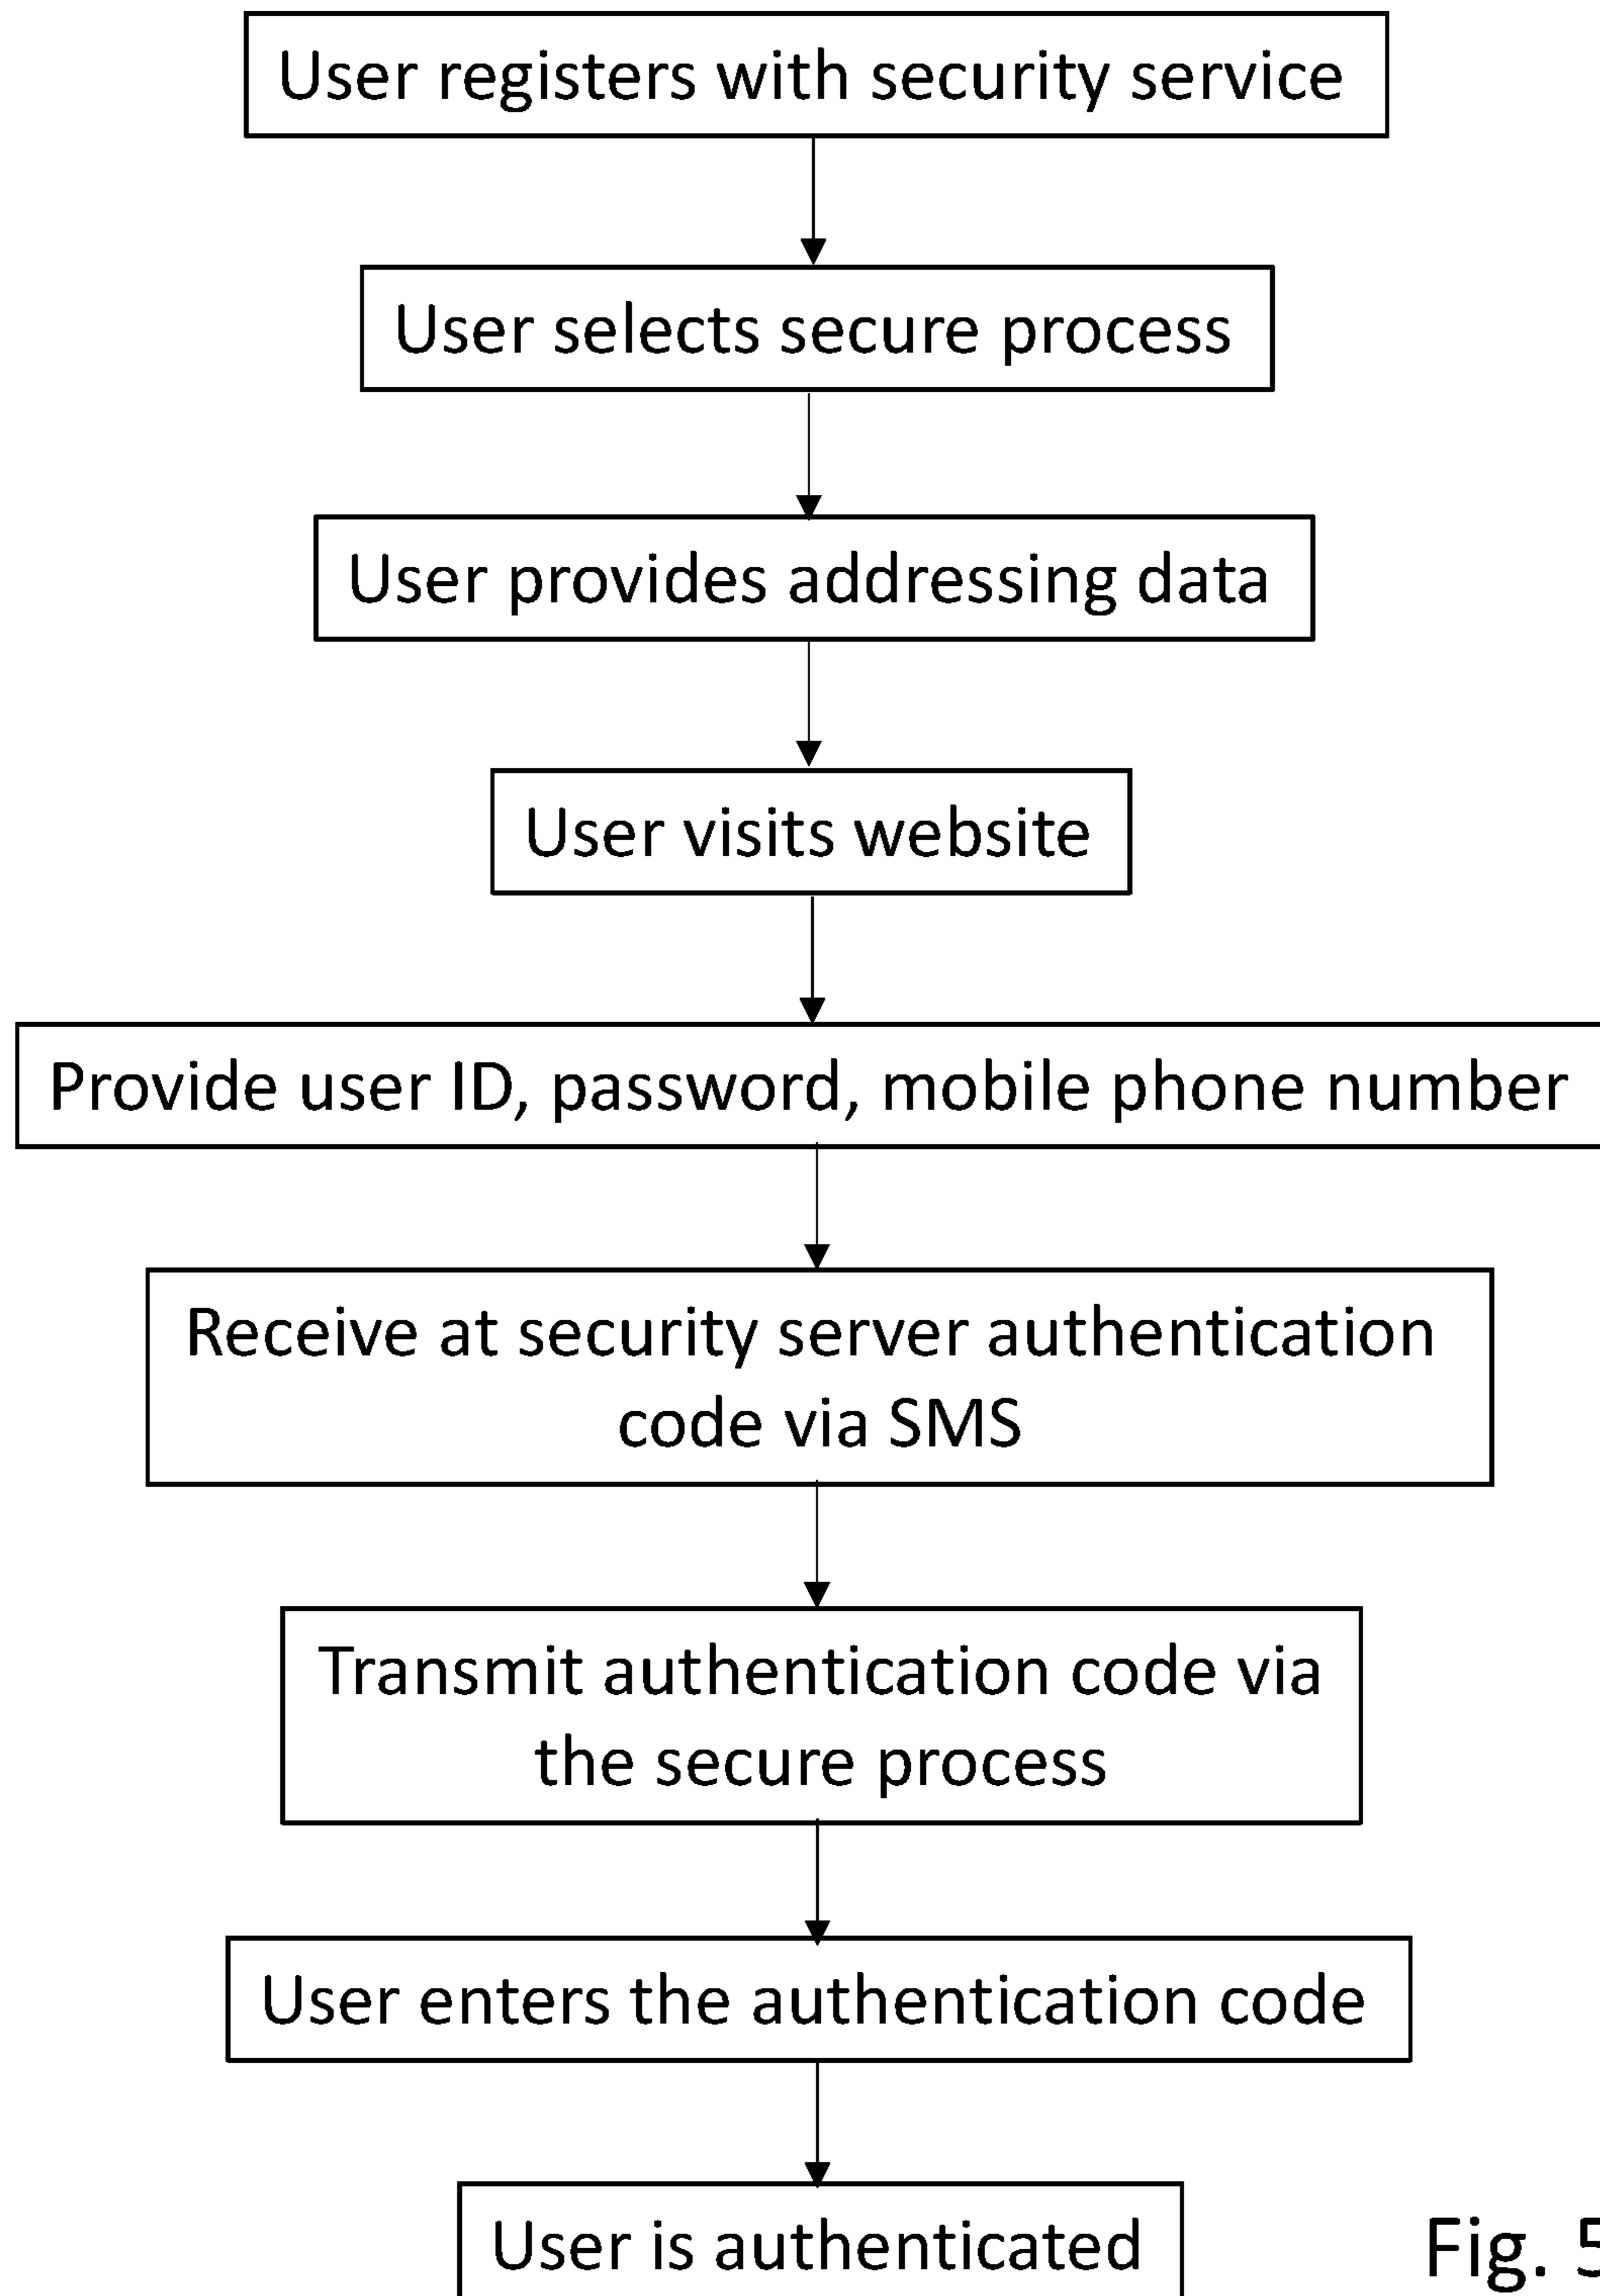 User registers with security service
User selects secure process
User provides addressing data
User visits website
Provide user ID, password, mobile phone number
Receive at security server authentication
code via SMS
Transmit authentication code via
the secure process
User enters the authentication code
User is authenticated
Fig. 5